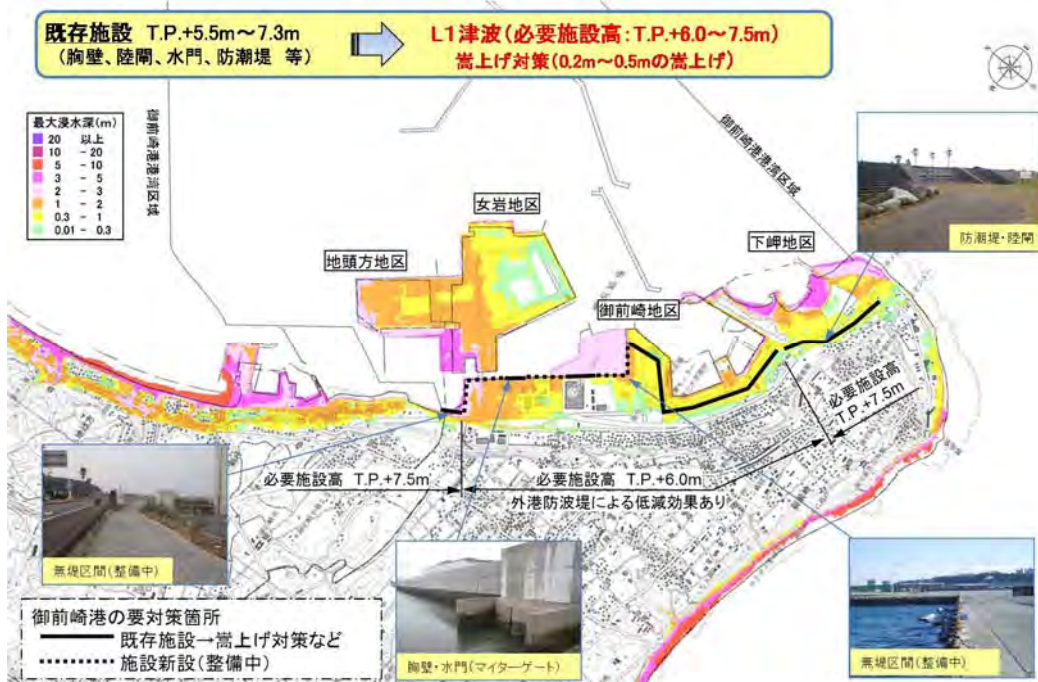 既存施設 T.P.+5.5m～7.3m
(胸壁、陸閘、水門、防潮堤 等)
L1津波(必要施設高:T.P.+6.0～7.5m)
嵩上げ対策(0.2m～0.5mの嵩上げ)
最大浸水深(m)
20 以上
10 - 20
5 - 10
3 - 5
2 - 3
1 - 2
0.3 - 1
0.01 - 0.3
御前崎港港湾区域
御前崎港港湾区域
防潮堤・陸閘
女岩地区
下岬地区
地頭方地区
御前崎地区
必要施設高
T.P.+7.5m
必要施設高 T.P.+7.5m
必要施設高 T.P.+6.0m
外港防波堤による低減効果あり
無堤区間(整備中)
胸壁・水門(マイターゲート)
無堤区間(整備中)
御前崎港の要対策箇所
既存施設→嵩上げ対策など
施設新設(整備中)